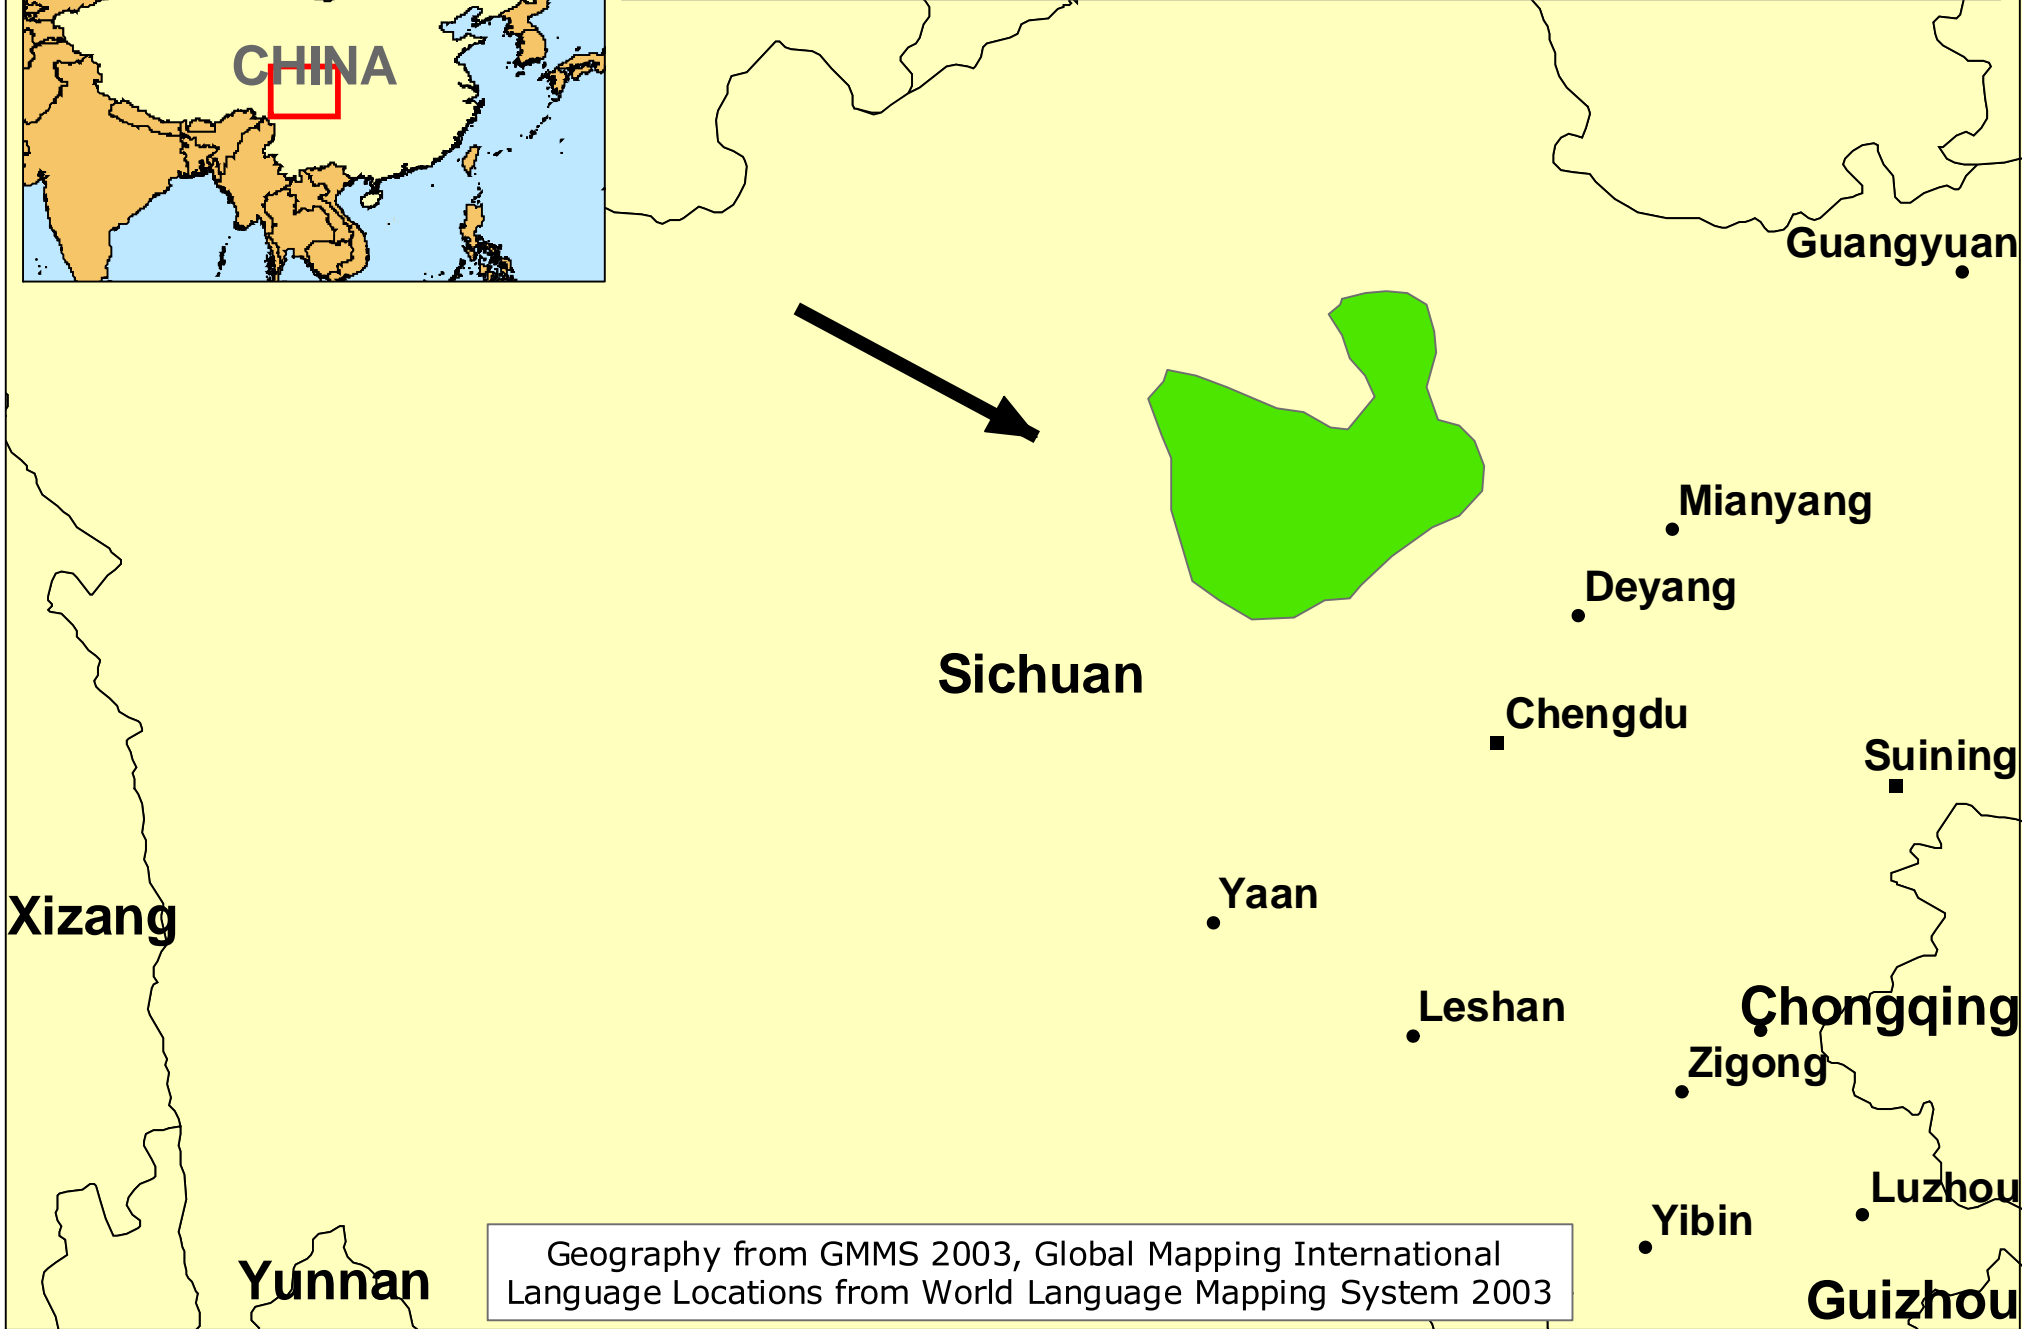 CHINA
Guangyuan
Mianyang
Deyang
Sichuan
Chengdu
Suining
Yaan
Xizang
Leshan
Chongqing
Zigong
Luzhou
Yibin
Yunnan
Geography from GMMS 2003, Global Mapping International
Language Locations from World Language Mapping System 2003
Guizhou